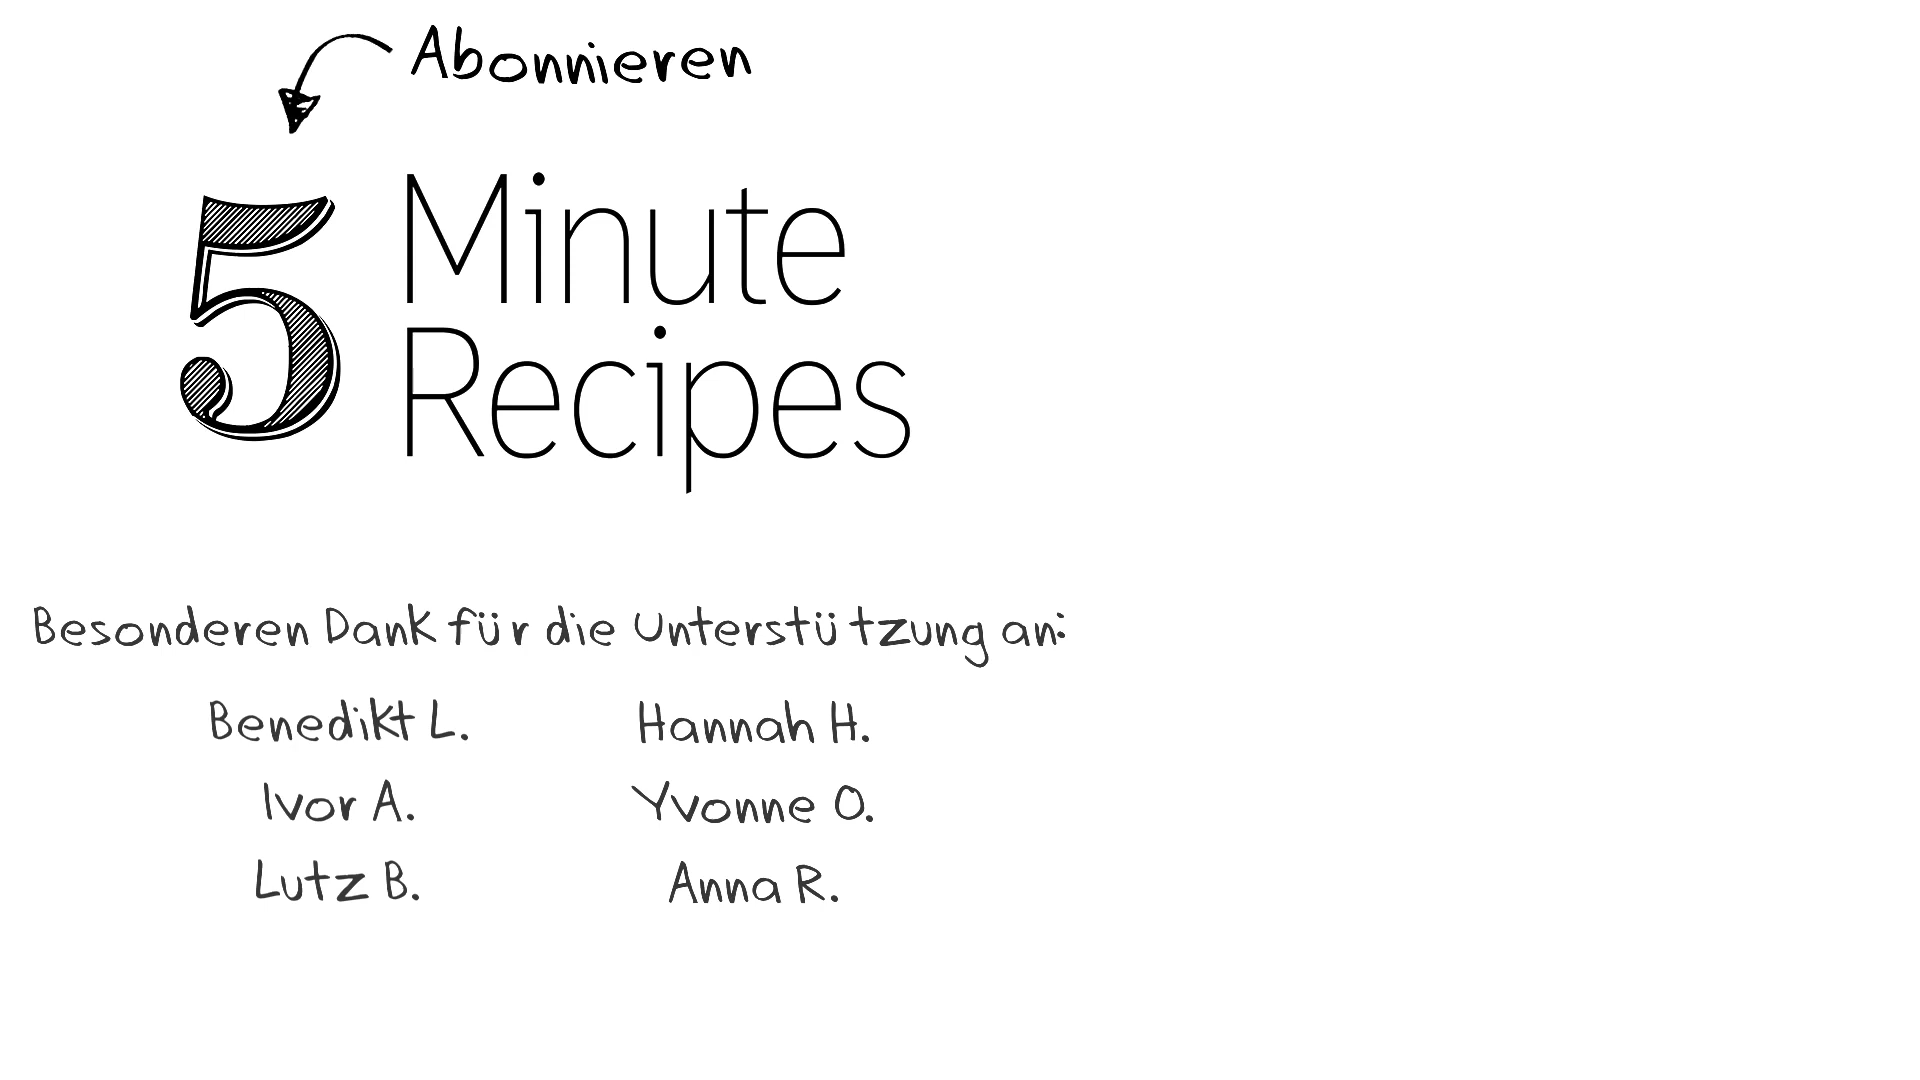 Abonnieren
5 Minute
Recipes
Besonderen Dank für die Unterstützung an:
Benedikt L. Hannah H.
Ivor A. Yvonne O.
Lutz B. Anna R.